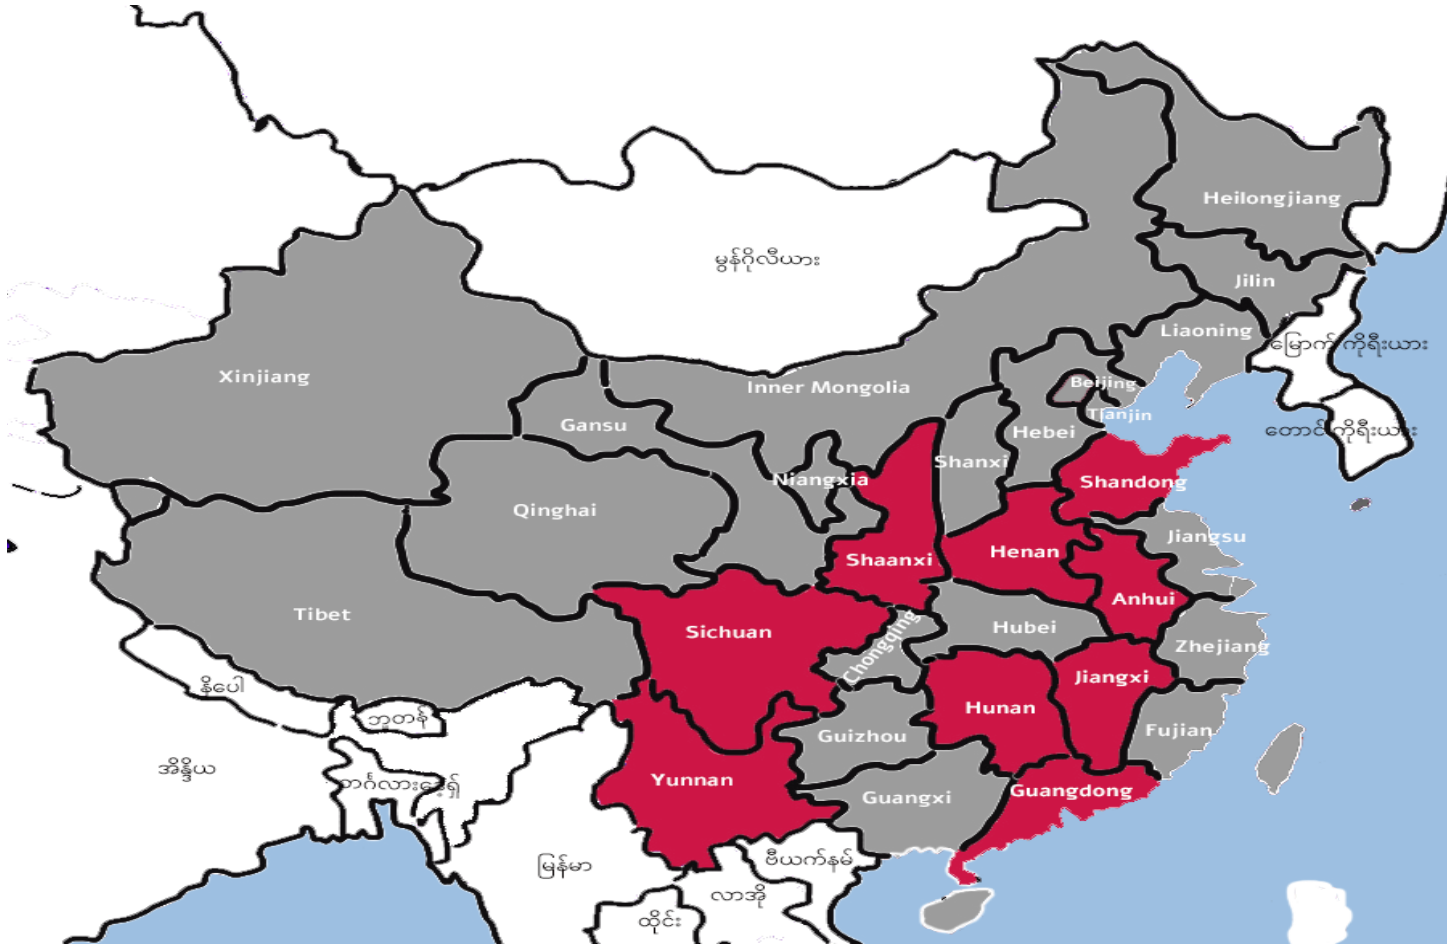 Heilongjiang
မွန်ဂိုလီယား
Jilin
Liaoning
မြောက်ကိုရီးယား
Xinjiang
Inner Mongolia
Beijing
Tianjin
Gansu
Hebei
တောင်ကိုရီးယား
Shanxi
Niangxia
Shandong
Qinghai
Jiangsu
Henan
Shaanxi
Anhui
Tibet
Hubei
Sichuan
Chongqing
Zhejiang
Jiangxi
နီပေါ
Hunan
ဘူတန်
Fujian
Guizhou
အိန္ဒိယ
Yunnan
ဘင်္ဂလားဒေ့ရှ်
Guangxi
Guangdong
မြန်မာ
ဗီယက်နမ်
လာအို
ထိုင်း